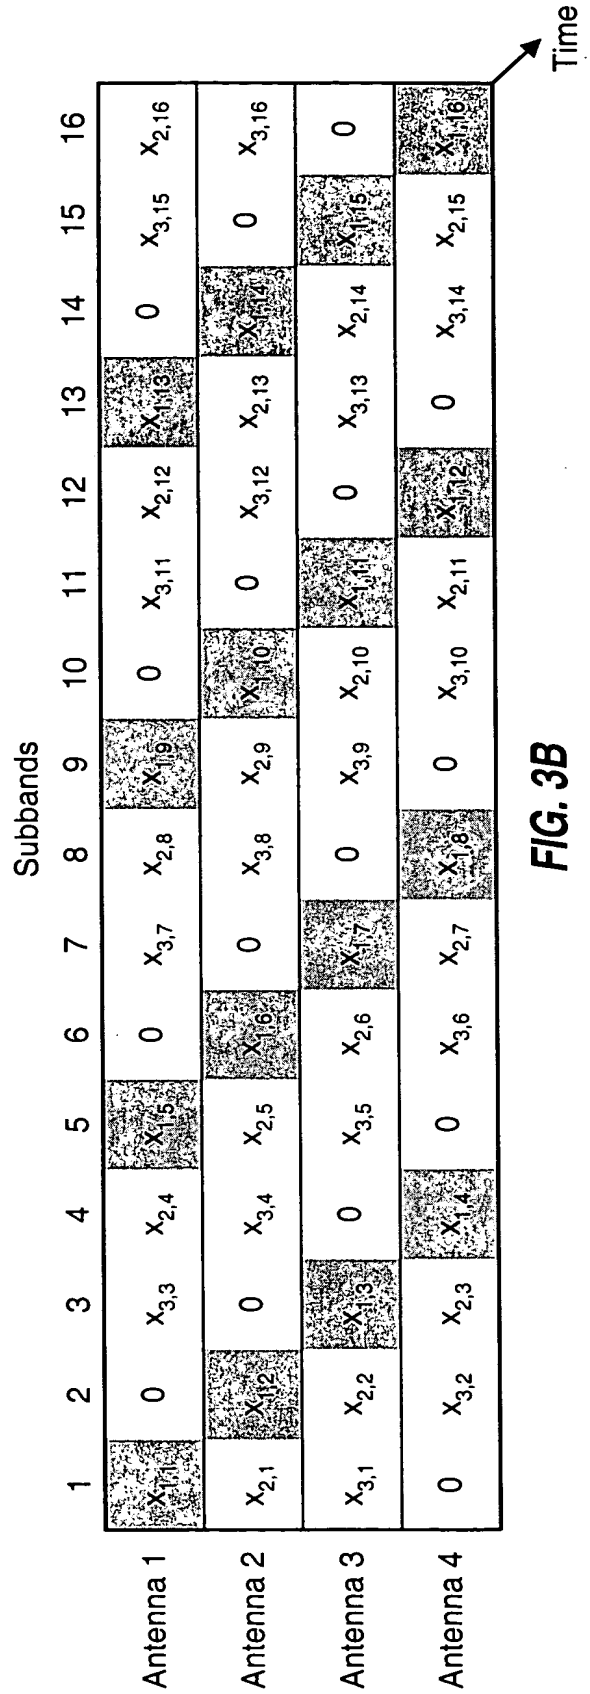 Subbands
1 2 3 4 5 6 7 8 9 10 11 12 13 14 15 16
Antenna 1 X1,1 0 X3,3 X2,4 X1,5 0 X3,7 X2,8 X1,9 0 X3,11 X2,12 X1,13 0 X3,15 X2,16
Antenna 2 X2,1 X1,2 0 X3,4 X2,5 X1,6 0 X3,8 X2,9 X1,10 0 X3,12 X2,13 X1,14 0 X3,16
Antenna 3 X3,1 X2,2 X1,3 0 X3,5 X2,6 X1,7 0 X3,9 X2,10 X1,11 0 X3,13 X2,14 X1,15 0
Antenna 4 0 X3,2 X2,3 X1,4 0 X3,6 X2,7 X1,8 0 X3,10 X2,11 X1,12 0 X3,14 X2,15 X1,16
Time
FIG. 3B